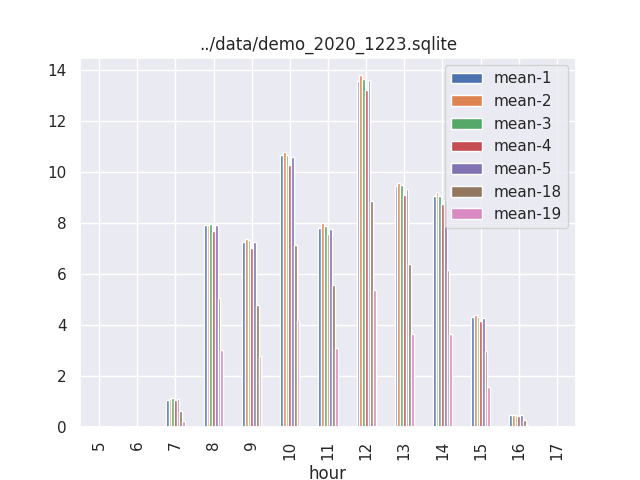 ../data/demo_2020_1223.sqlite
14
12
10
8
6
4
2
0
mean-1
mean-2
mean-3
mean-4
mean-5
mean-18
mean-19
5 6 7 8 9 10 11 12 13 14 15 16 17
hour